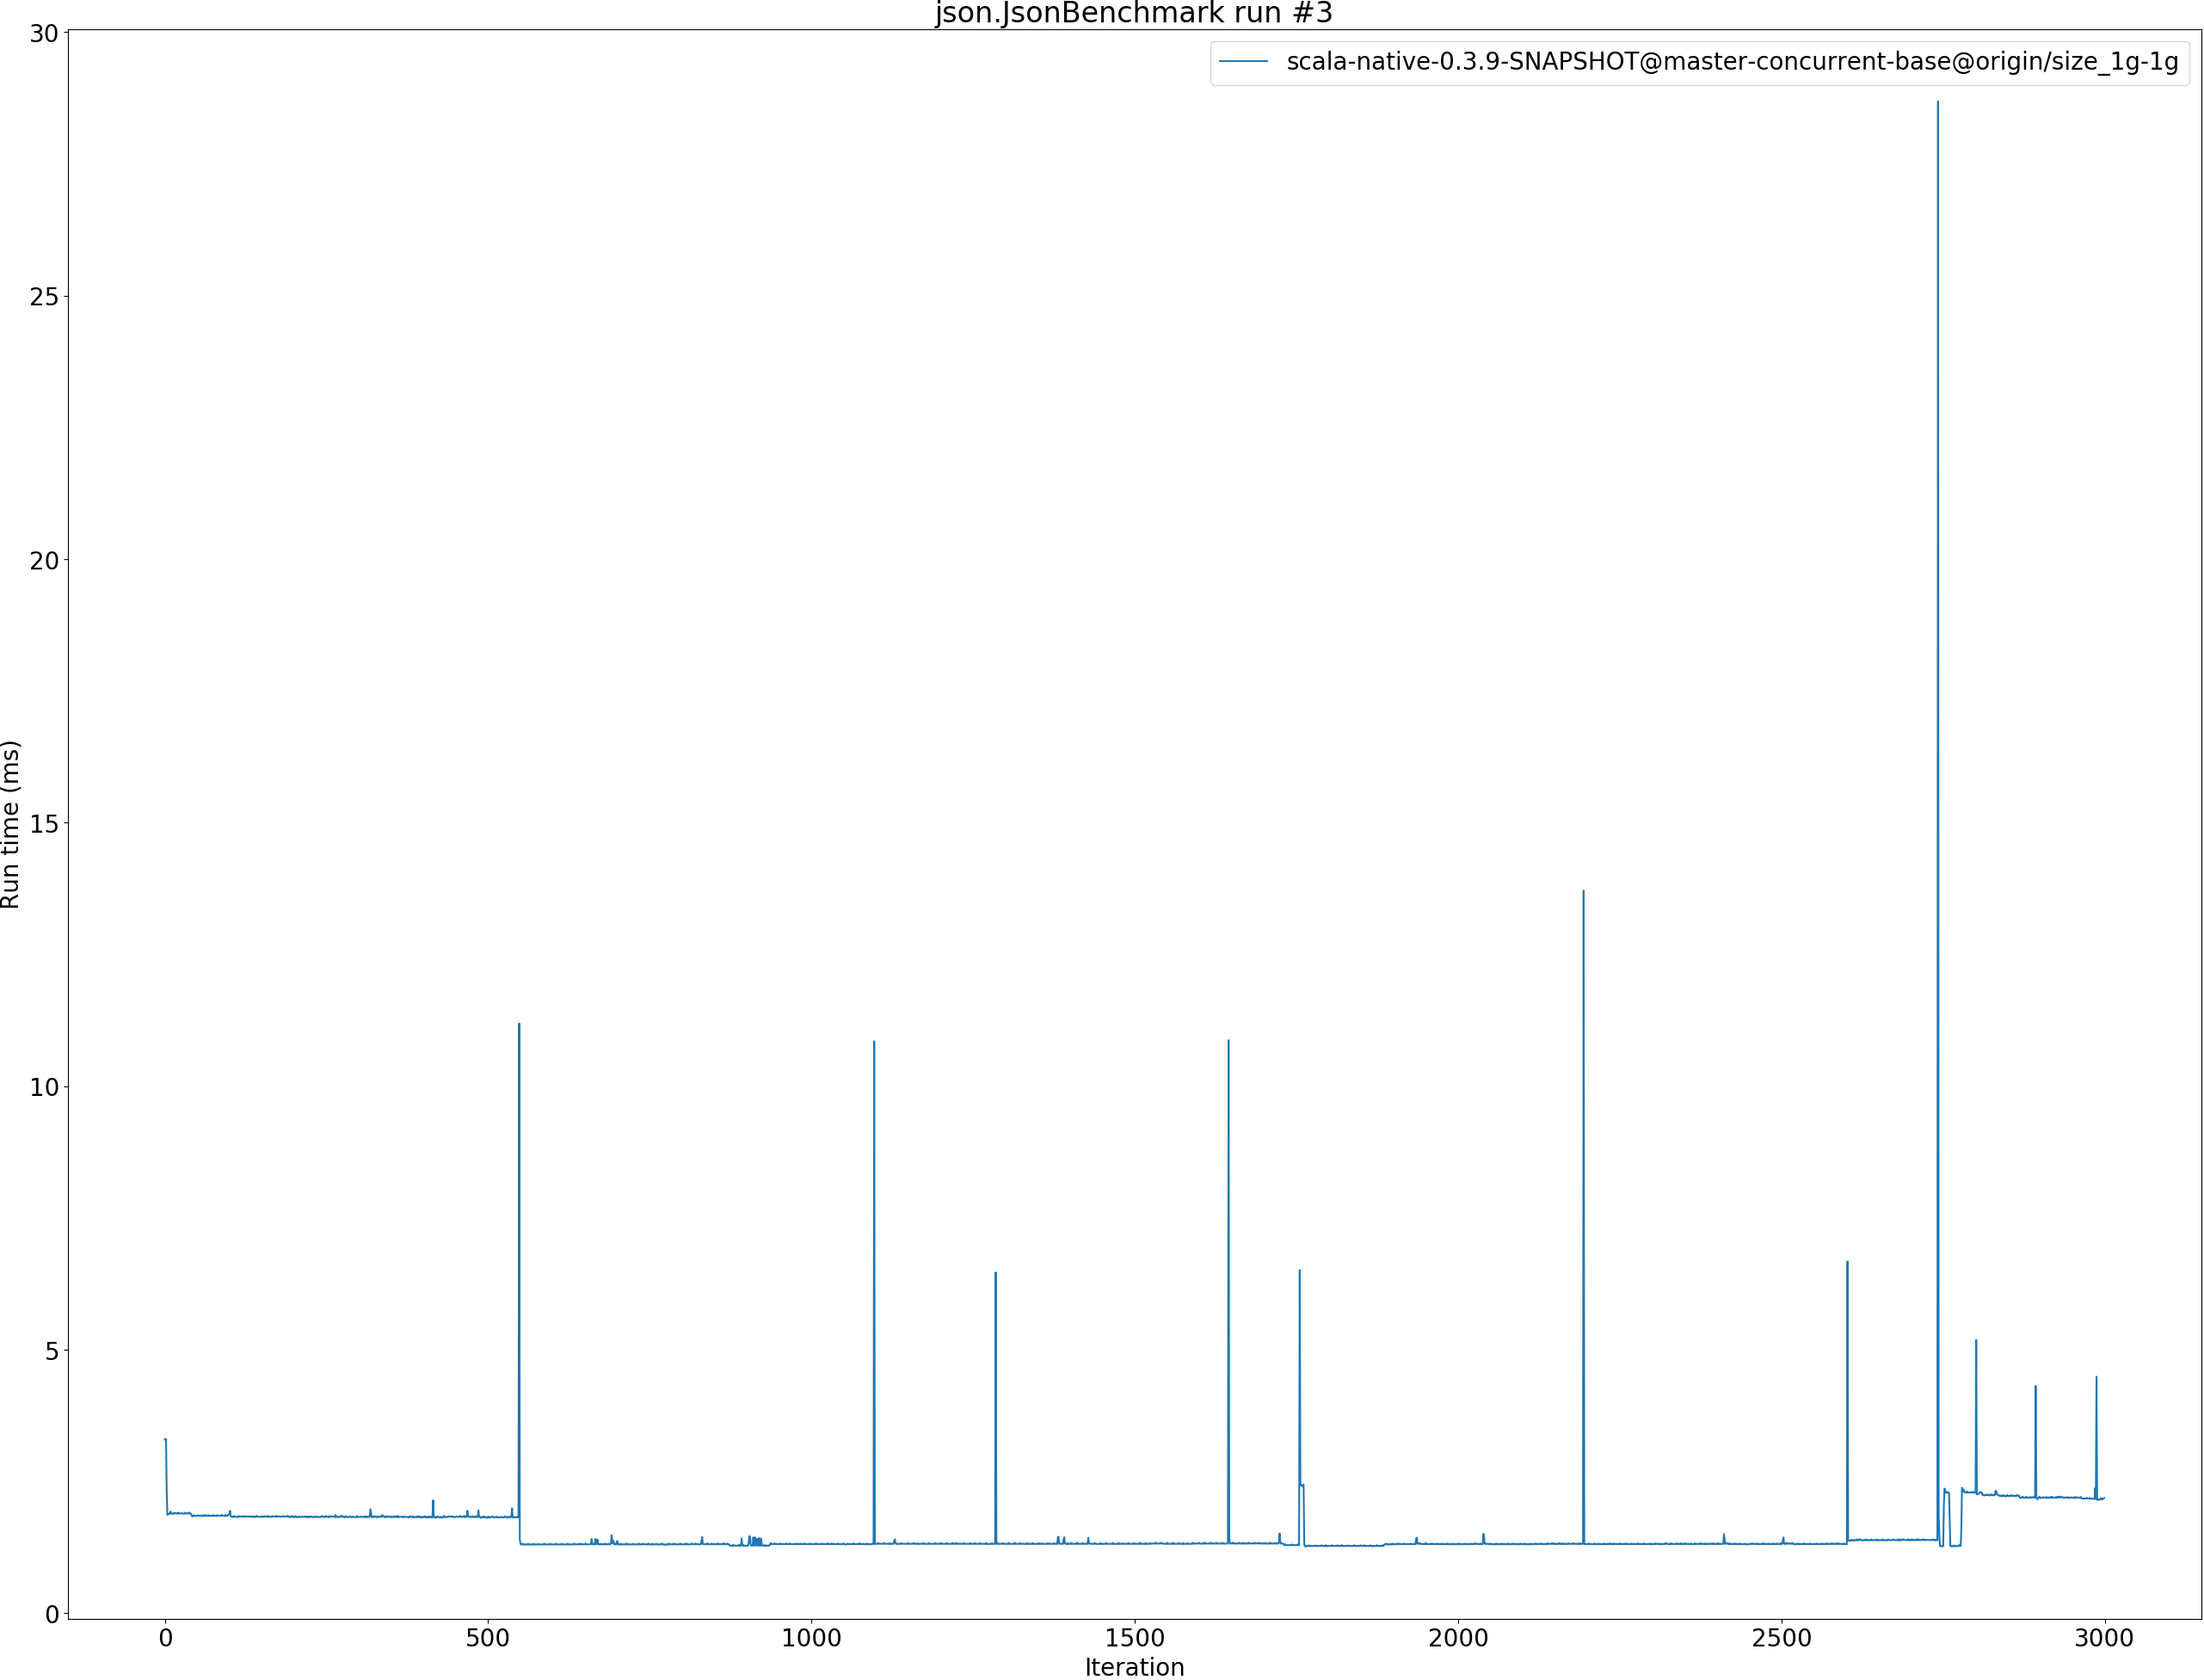 json.JsonBenchmark run #3
scala-native-0.3.9-SNAPSHOT@master-concurrent-base@origin/size_1g-1g
Run time (ms)
30
25
20
15
10
5
0
0 500 1000 1500 2000 2500 3000
Iteration